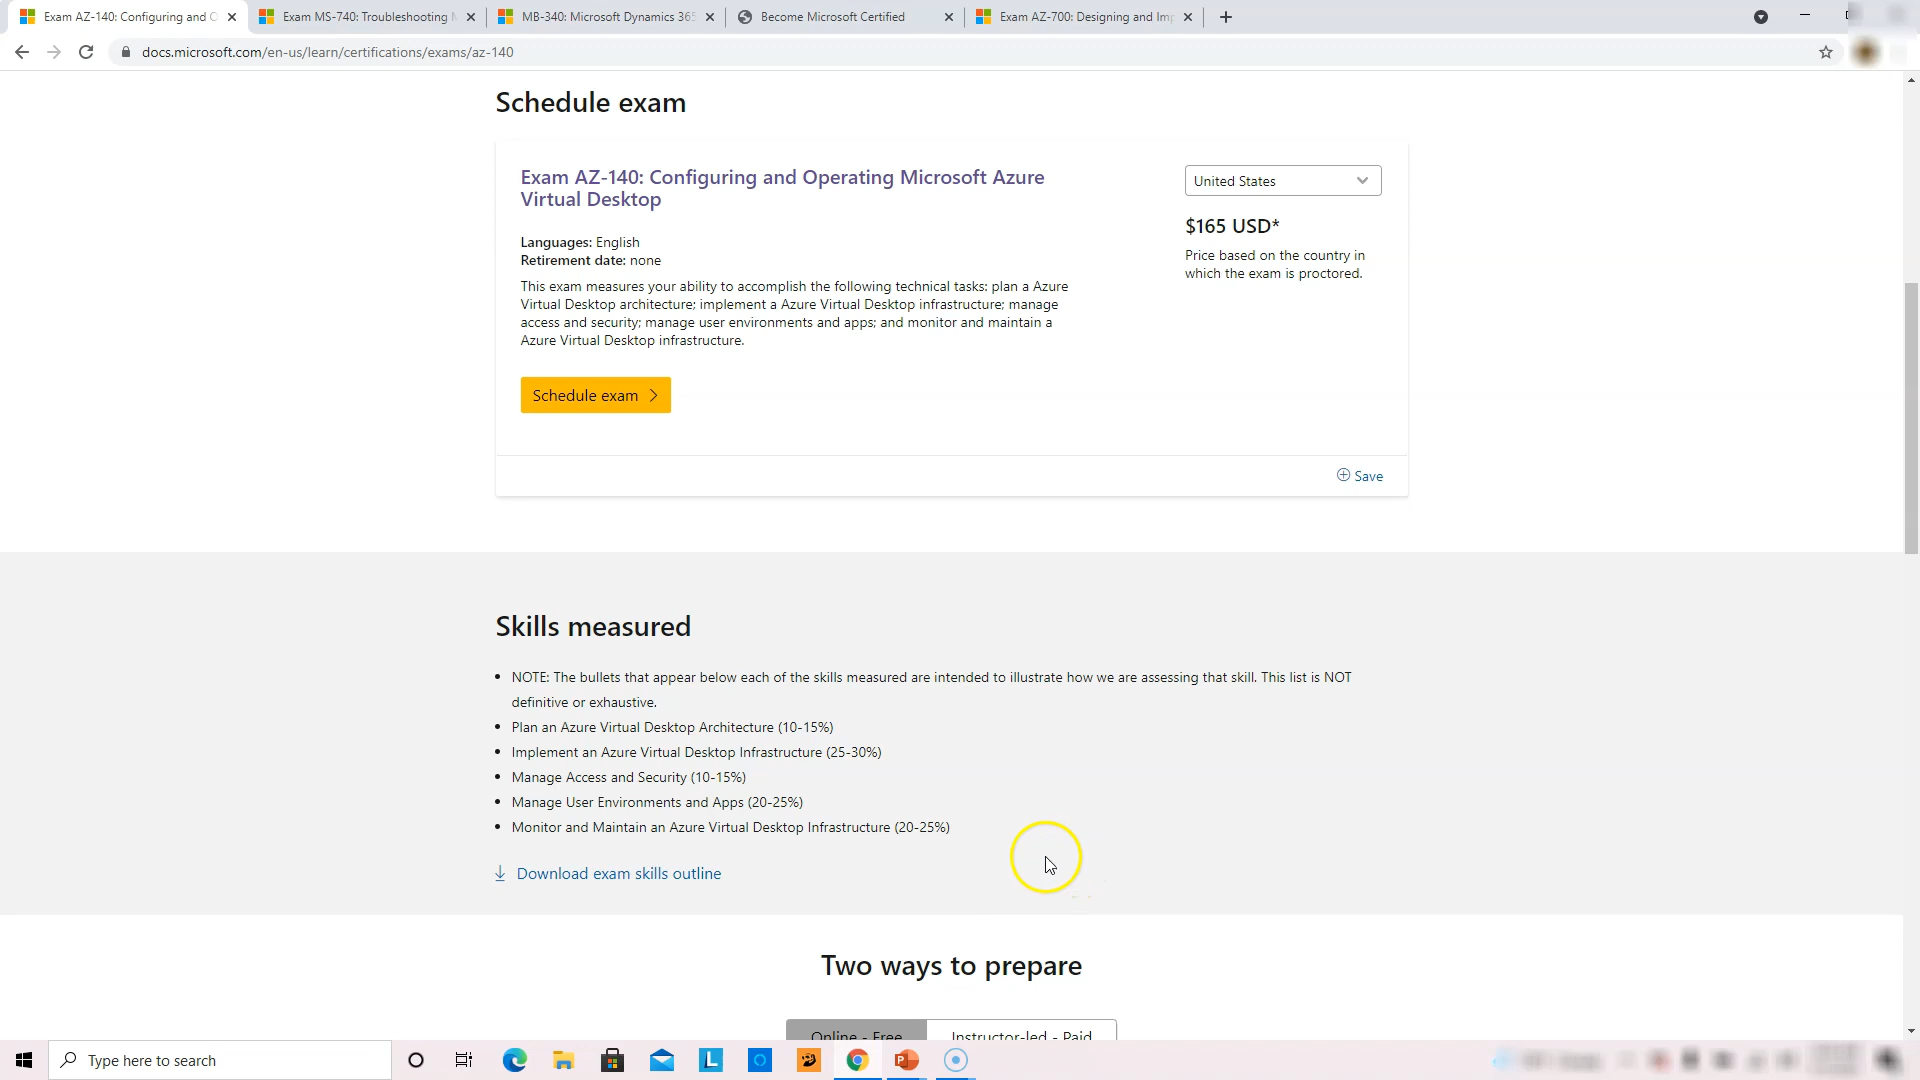 Exam AZ-140: Configuring and O
Exam MS-740: Troubleshooting
MB-340: Microsoft Dynamics 365
Become Microsoft Certified
Exam AZ-700: Designing and Imp
docs.microsoft.com/en-us/learn/certifications/exams/az-140
Schedule exam
Exam AZ-140: Configuring and Operating Microsoft Azure
Virtual Desktop
United States
$165 USD*
Languages: English
Retirement date: none
Price based on the country in
which the exam is proctored.
This exam measures your ability to accomplish the following technical tasks: plan a Azure
Virtual Desktop architecture; implement a Azure Virtual Desktop infrastructure; manage
access and security; manage user environments and apps; and monitor and maintain a
Azure Virtual Desktop infrastructure.
Schedule exam
Save
Skills measured
• NOTE: The bullets that appear below each of the skills measured are intended to illustrate how we are assessing that skill. This list is NOT
definitive or exhaustive.
• Plan an Azure Virtual Desktop Architecture (10-15%)
• Implement an Azure Virtual Desktop Infrastructure (25-30%)
• Manage Access and Security (10-15%)
• Manage User Environments and Apps (20-25%)
• Monitor and Maintain an Azure Virtual Desktop Infrastructure (20-25%)
Download exam skills outline
Two ways to prepare
Online - Free
Instructor-led - Paid
Type here to search